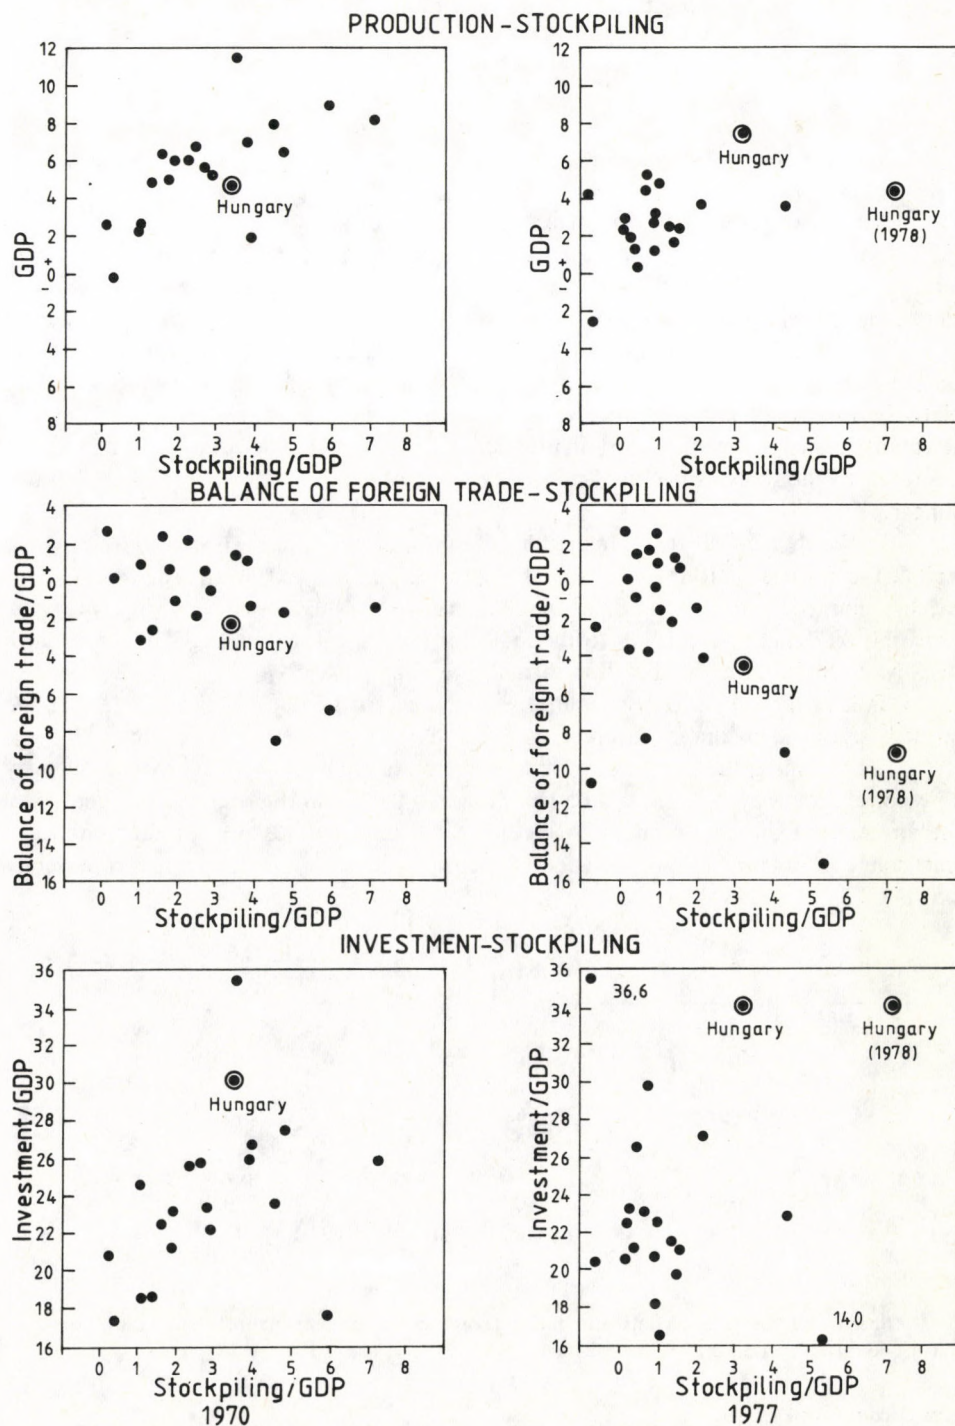 PRODUCTION-STOCKPILING
12
10
8
6
4
2
+
0
-
2
4
6
8
GDP
Hungary
0 1 2 3 4 5 6 7 8
Stockpiling/GDP
12
10
8
6
4
2
+
0
-
2
4
6
8
GDP
Hungary
Hungary
(1978)
0 1 2 3 4 5 6 7 8
Stockpiling/GDP
BALANCE OF FOREIGN TRADE-STOCKPILING
4
2
+
0
-
2
4
6
8
10
12
14
16
Balance of foreign trade/GDP
Hungary
0 1 2 3 4 5 6 7 8
Stockpiling/GDP
4
2
+
0
-
2
4
6
8
10
12
14
16
Balance of foreign trade/GDP
Hungary
Hungary
(1978)
0 1 2 3 4 5 6 7 8
Stockpiling/GDP
INVESTMENT-STOCKPILING
36
34
32
30
28
26
24
22
20
18
16
Investment/GDP
Hungary
0 1 2 3 4 5 6 7 8
Stockpiling/GDP
1970
36
34
32
30
28
26
24
22
20
18
16
Investment/GDP
36,6
Hungary
Hungary
(1978)
14,0
0 1 2 3 4 5 6 7 8
Stockpiling/GDP
1977